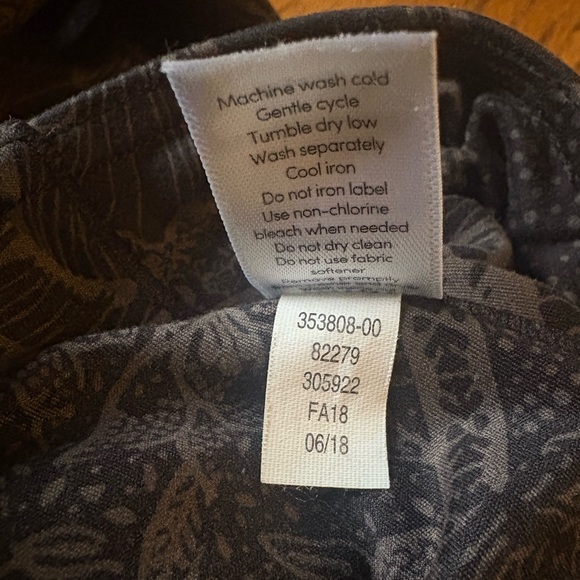 Machine wash cold
Gentle cycle
Tumble dry low
Wash separately
Cool iron
Do not iron label
Use non-chlorine
bleach when needed
Do not dry clean
Do not use fabric
softener
Remove promptly
353808-00
82279
305922
FA18
06/18